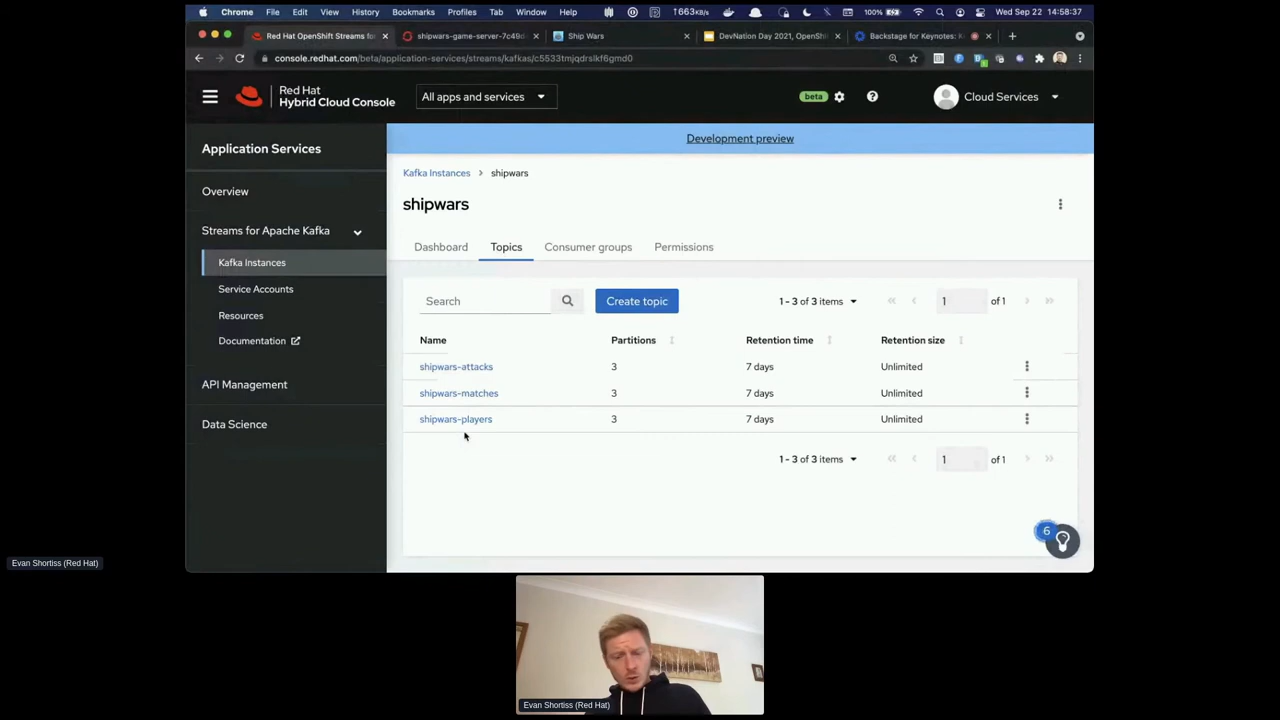 Chrome File Edit View History Bookmarks Profiles Tab Window Help 663KB/s 100% Wed Sep 22 14:58:37
Red Hat OpenShift Streams for shipwars-game-server-7c49d Ship Wars DevNation Day 2021, OpenShi Backstage for Keynotes:
console.redhat.com/beta/application-services/streams/kafkas/c5533tmjqdrslkf6gmd0
Red Hat
Hybrid Cloud Console
All apps and services
beta
Cloud Services
Application Services
Overview
Streams for Apache Kafka
Kafka Instances
Service Accounts
Resources
Documentation
API Management
Data Science
Development preview
Kafka Instances > shipwars
shipwars
Dashboard Topics Consumer groups Permissions
Search Create topic 1 - 3 of 3 items 1 of 1
Name Partitions Retention time Retention size
shipwars-attacks 3 7 days Unlimited
shipwars-matches 3 7 days Unlimited
shipwars-players 3 7 days Unlimited
1 - 3 of 3 items 1 of 1
6
Evan Shortiss (Red Hat)
Evan Shortiss (Red Hat)